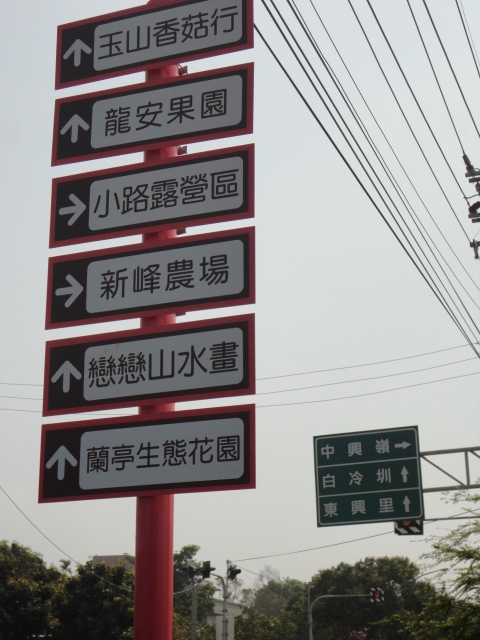 玉山香菇行
龍安果園
小路露營區
新峰農場
戀戀山水畫
蘭亭生態花園
中興嶺
白冷圳
東興里